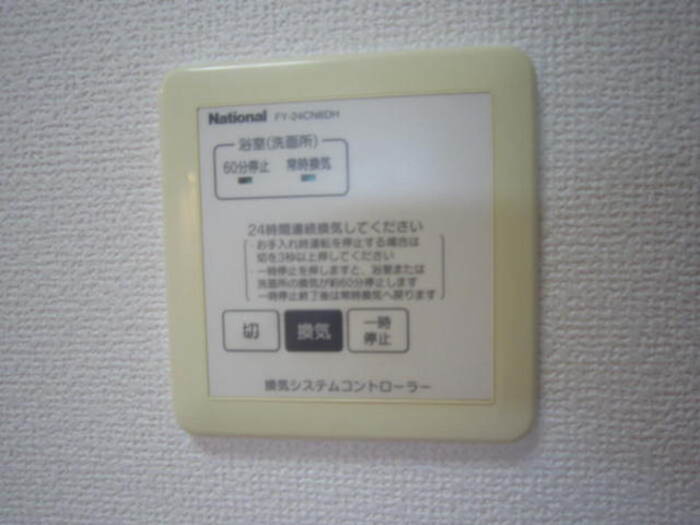 National FY-24CN6DH
浴室(洗面所)
60分停止 常時換気
24時間連続換気してください
お手入れ時運転を停止する場合は
切を3秒以上押してください
一時停止を押しますと、浴室または
洗面所の換気が約60分停止します
一時停止終了後は常時換気へ戻ります
切 換気 一時停止
換気システムコントローラー